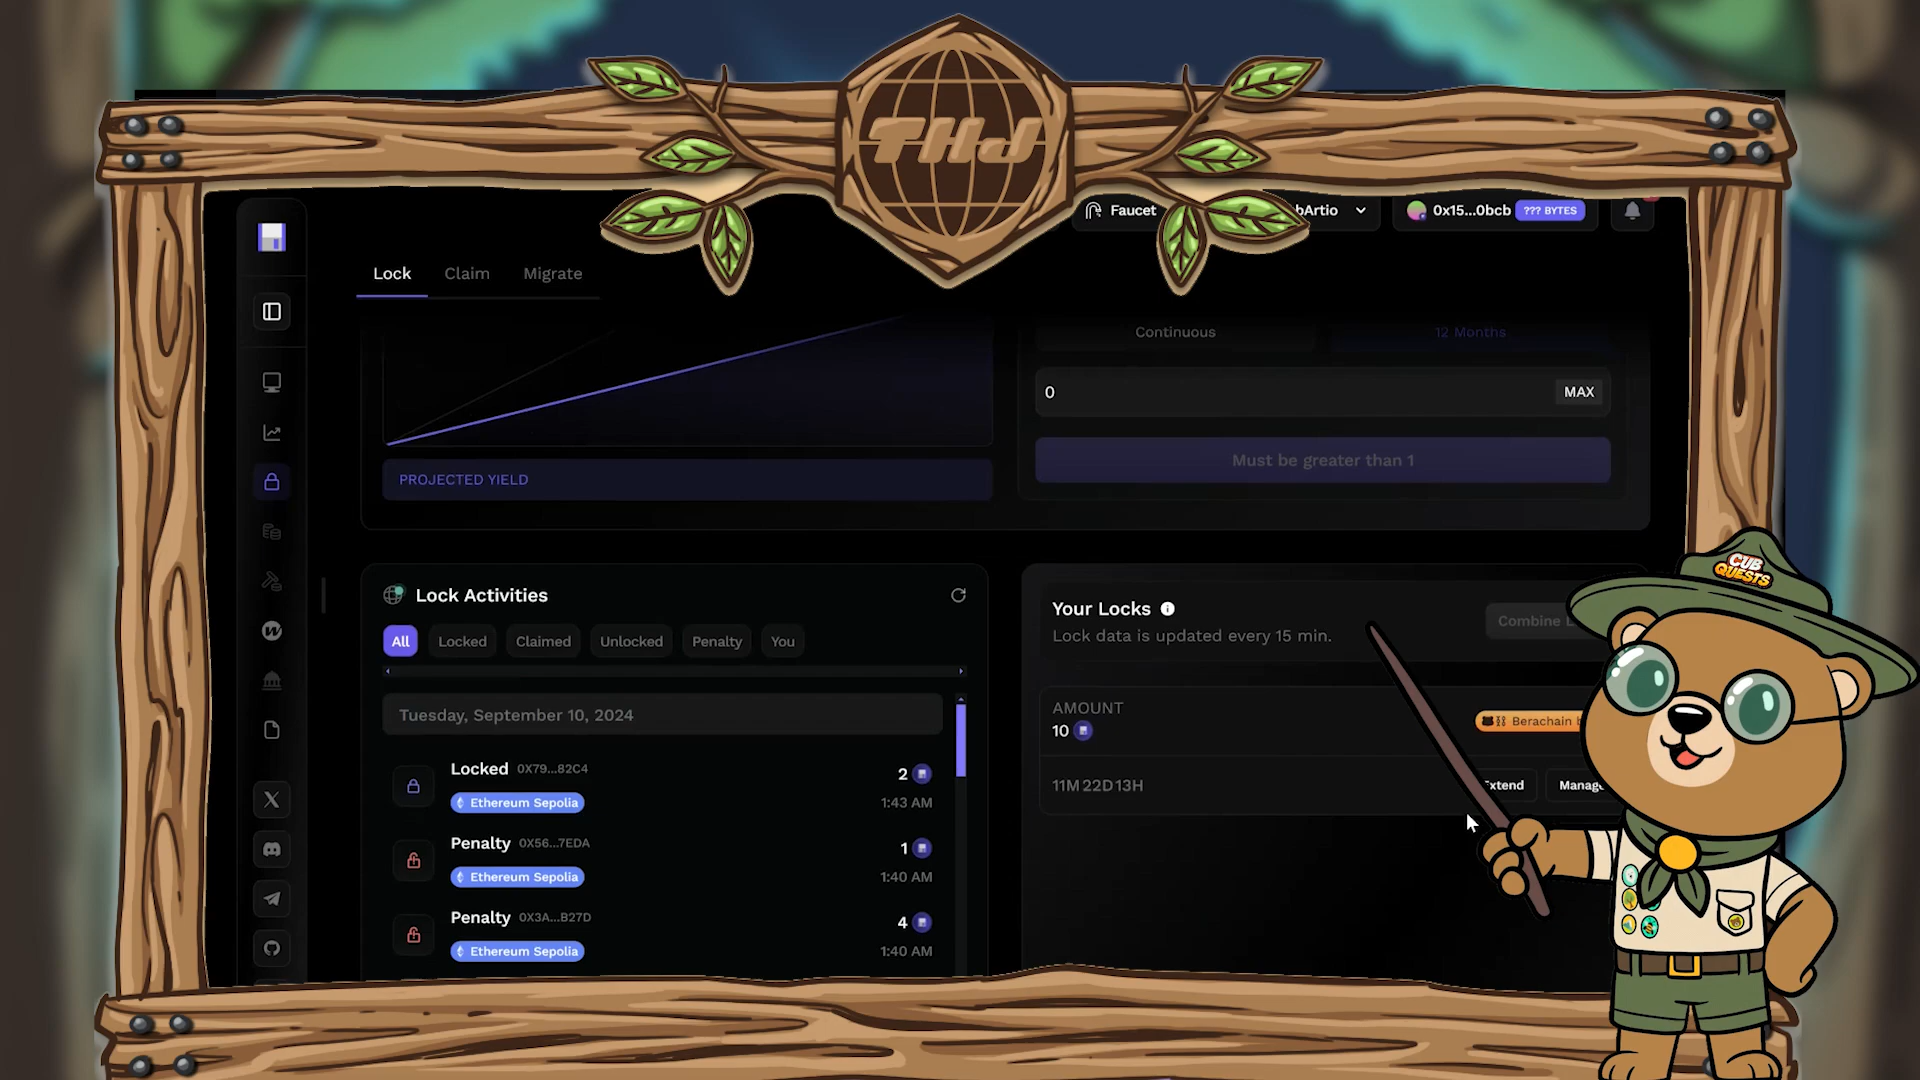 THJ
Faucet
bArtio
0x15...0bcb
??? BYTES
Lock
Claim
Migrate
Continuous
12 Months
0
MAX
Must be greater than 1
PROJECTED YIELD
Lock Activities
All
Locked
Claimed
Unlocked
Penalty
You
Tuesday, September 10, 2024
Locked 0X79...82C4
2
Ethereum Sepolia
1:43 AM
Penalty 0X56...7EDA
1
Ethereum Sepolia
1:40 AM
Penalty 0X3A...B27D
4
Ethereum Sepolia
1:40 AM
Your Locks
Lock data is updated every 15 min.
Combine
AMOUNT
10
Berachain
11M 22D 13H
Extend
Manage
CUB
QUESTS